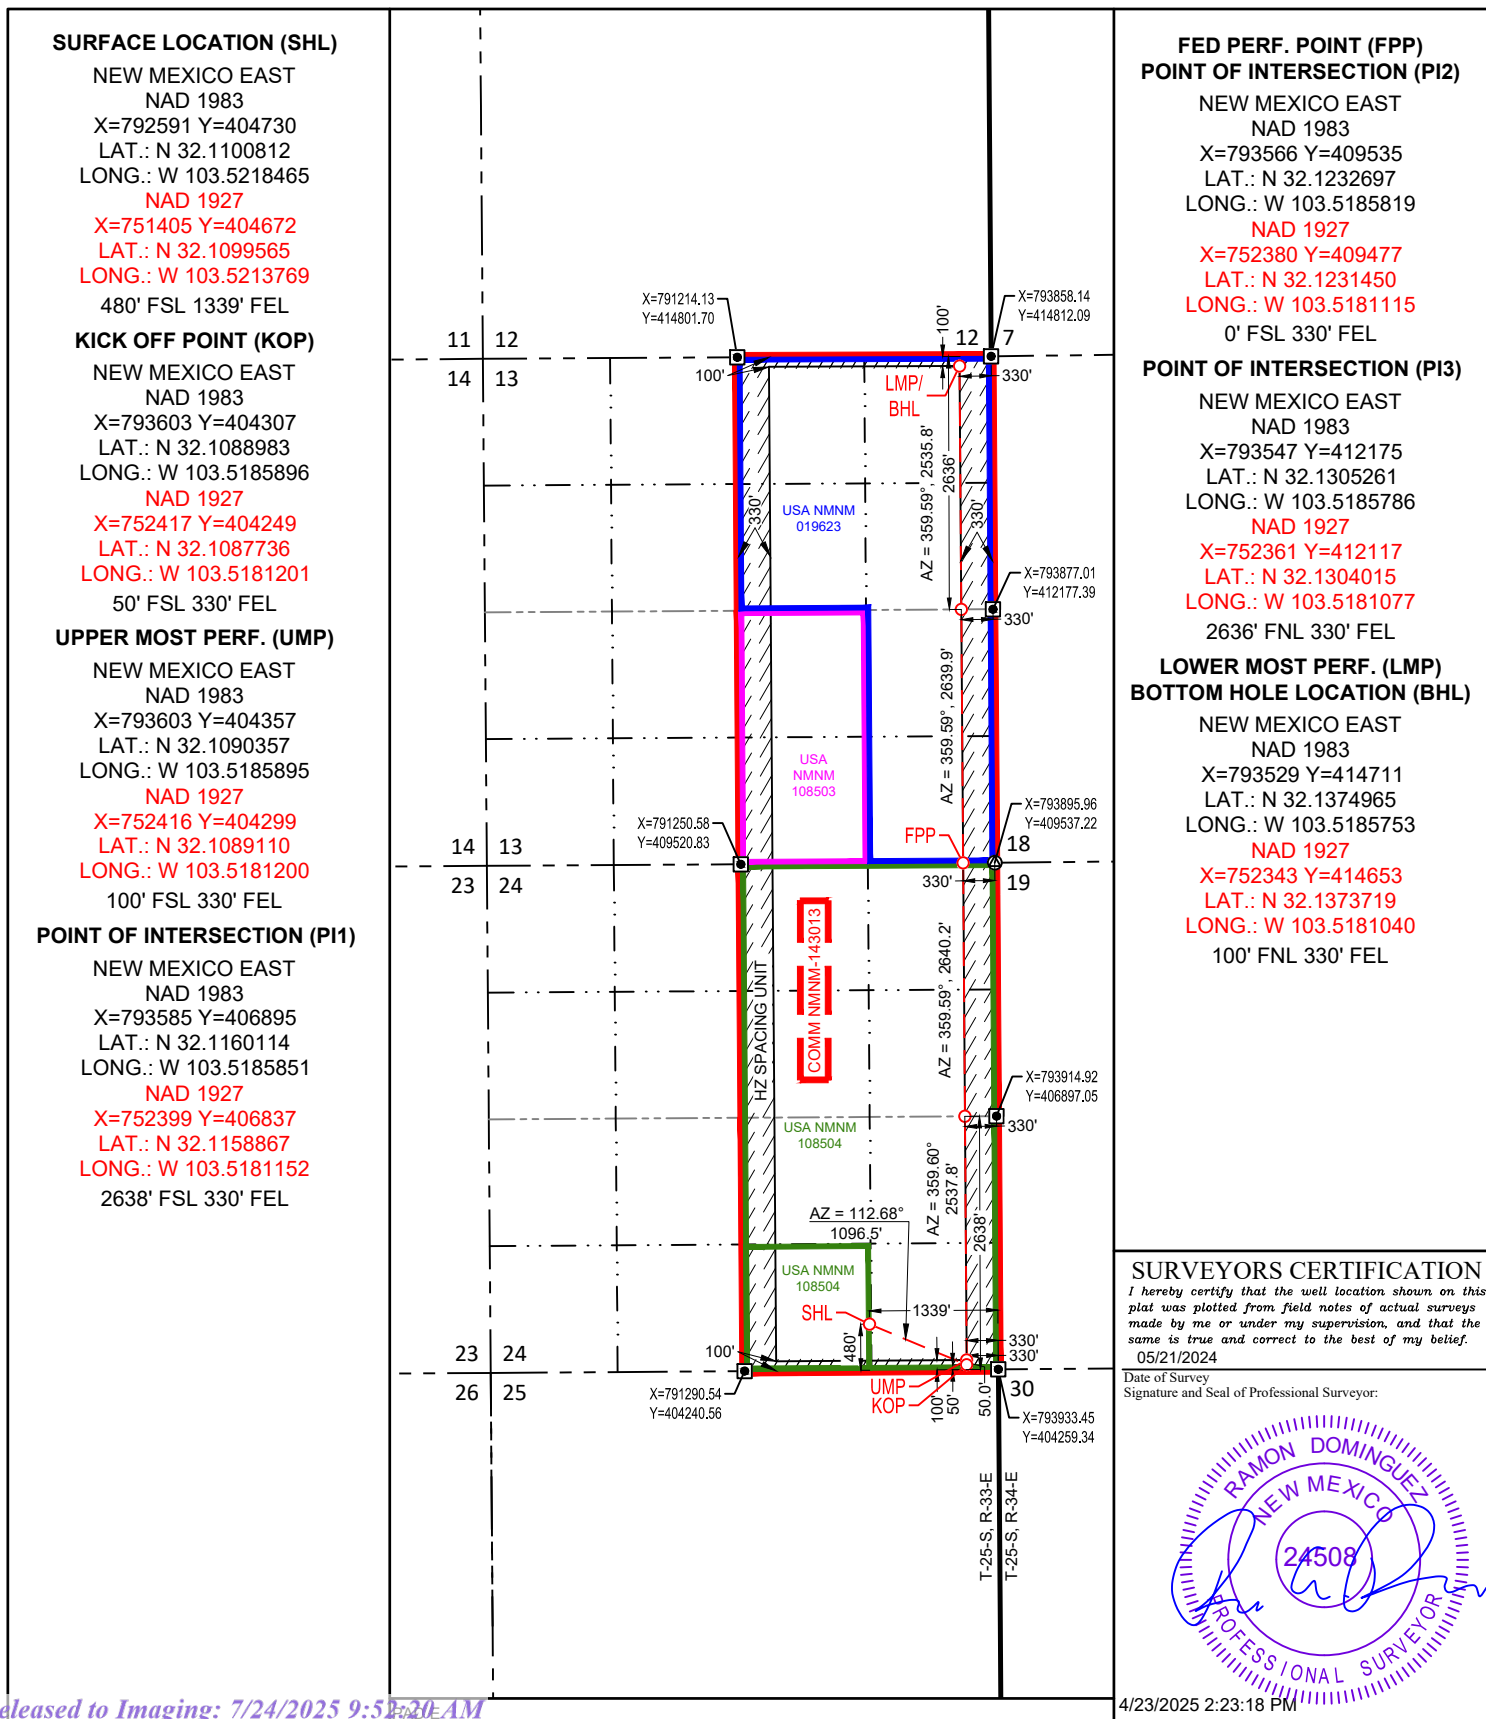 SURFACE LOCATION (SHL)
NEW MEXICO EAST
NAD 1983
X=792591 Y=404730
LAT.: N 32.1100812
LONG.: W 103.5218465
NAD 1927
X=751405 Y=404672
LAT.: N 32.1099565
LONG.: W 103.5213769
480' FSL 1339' FEL
KICK OFF POINT (KOP)
NEW MEXICO EAST
NAD 1983
X=793603 Y=404307
LAT.: N 32.1088983
LONG.: W 103.5185896
NAD 1927
X=752417 Y=404249
LAT.: N 32.1087736
LONG.: W 103.5181201
50' FSL 330' FEL
UPPER MOST PERF. (UMP)
NEW MEXICO EAST
NAD 1983
X=793603 Y=404357
LAT.: N 32.1090357
LONG.: W 103.5185895
NAD 1927
X=752416 Y=404299
LAT.: N 32.1089110
LONG.: W 103.5181200
100' FSL 330' FEL
POINT OF INTERSECTION (PI1)
NEW MEXICO EAST
NAD 1983
X=793585 Y=406895
LAT.: N 32.1160114
LONG.: W 103.5185851
NAD 1927
X=752399 Y=406837
LAT.: N 32.1158867
LONG.: W 103.5181152
2638' FSL 330' FEL
X=791214.13
Y=414801.70
X=793858.14
Y=414812.09
11 12
14 13
12 7
100'
100'
330'
LMP/
BHL
AZ = 359.59°, 2535.8'
2636'
330'
330'
USA NMNM
019623
X=793877.01
Y=412177.39
330'
AZ = 359.59°, 2639.9'
USA
NMNM
108503
X=791250.58
Y=409520.83
X=793895.96
Y=409537.22
14 13
23 24
FPP
18
19
330'
COMM NMNM-143013
HZ SPACING UNIT
AZ = 359.59°, 2640.2'
X=793914.92
Y=406897.05
330'
USA NMNM
108504
AZ = 359.60°
2537.8'
2638'
AZ = 112.68°
1096.5'
USA NMNM
108504
SHL
1339'
480'
330'
330'
100'
23 24
26 25
UMP
KOP
100'
50'
50.0'
30
X=791290.54
Y=404240.56
X=793933.45
Y=404259.34
T-25-S, R-33-E
T-25-S, R-34-E
FED PERF. POINT (FPP)
POINT OF INTERSECTION (PI2)
NEW MEXICO EAST
NAD 1983
X=793566 Y=409535
LAT.: N 32.1232697
LONG.: W 103.5185819
NAD 1927
X=752380 Y=409477
LAT.: N 32.1231450
LONG.: W 103.5181115
0' FSL 330' FEL
POINT OF INTERSECTION (PI3)
NEW MEXICO EAST
NAD 1983
X=793547 Y=412175
LAT.: N 32.1305261
LONG.: W 103.5185786
NAD 1927
X=752361 Y=412117
LAT.: N 32.1304015
LONG.: W 103.5181077
2636' FNL 330' FEL
LOWER MOST PERF. (LMP)
BOTTOM HOLE LOCATION (BHL)
NEW MEXICO EAST
NAD 1983
X=793529 Y=414711
LAT.: N 32.1374965
LONG.: W 103.5185753
NAD 1927
X=752343 Y=414653
LAT.: N 32.1373719
LONG.: W 103.5181040
100' FNL 330' FEL
SURVEYORS CERTIFICATION
I hereby certify that the well location shown on this
plat was plotted from field notes of actual surveys
made by me or under my supervision, and that the
same is true and correct to the best of my belief.
05/21/2024
Date of Survey
Signature and Seal of Professional Surveyor:
RAMON DOMINGUEZ
NEW MEXICO
24508
PROFESSIONAL SURVEYOR
4/23/2025 2:23:18 PM
eleased to Imaging: 7/24/2025 9:52:20 AM